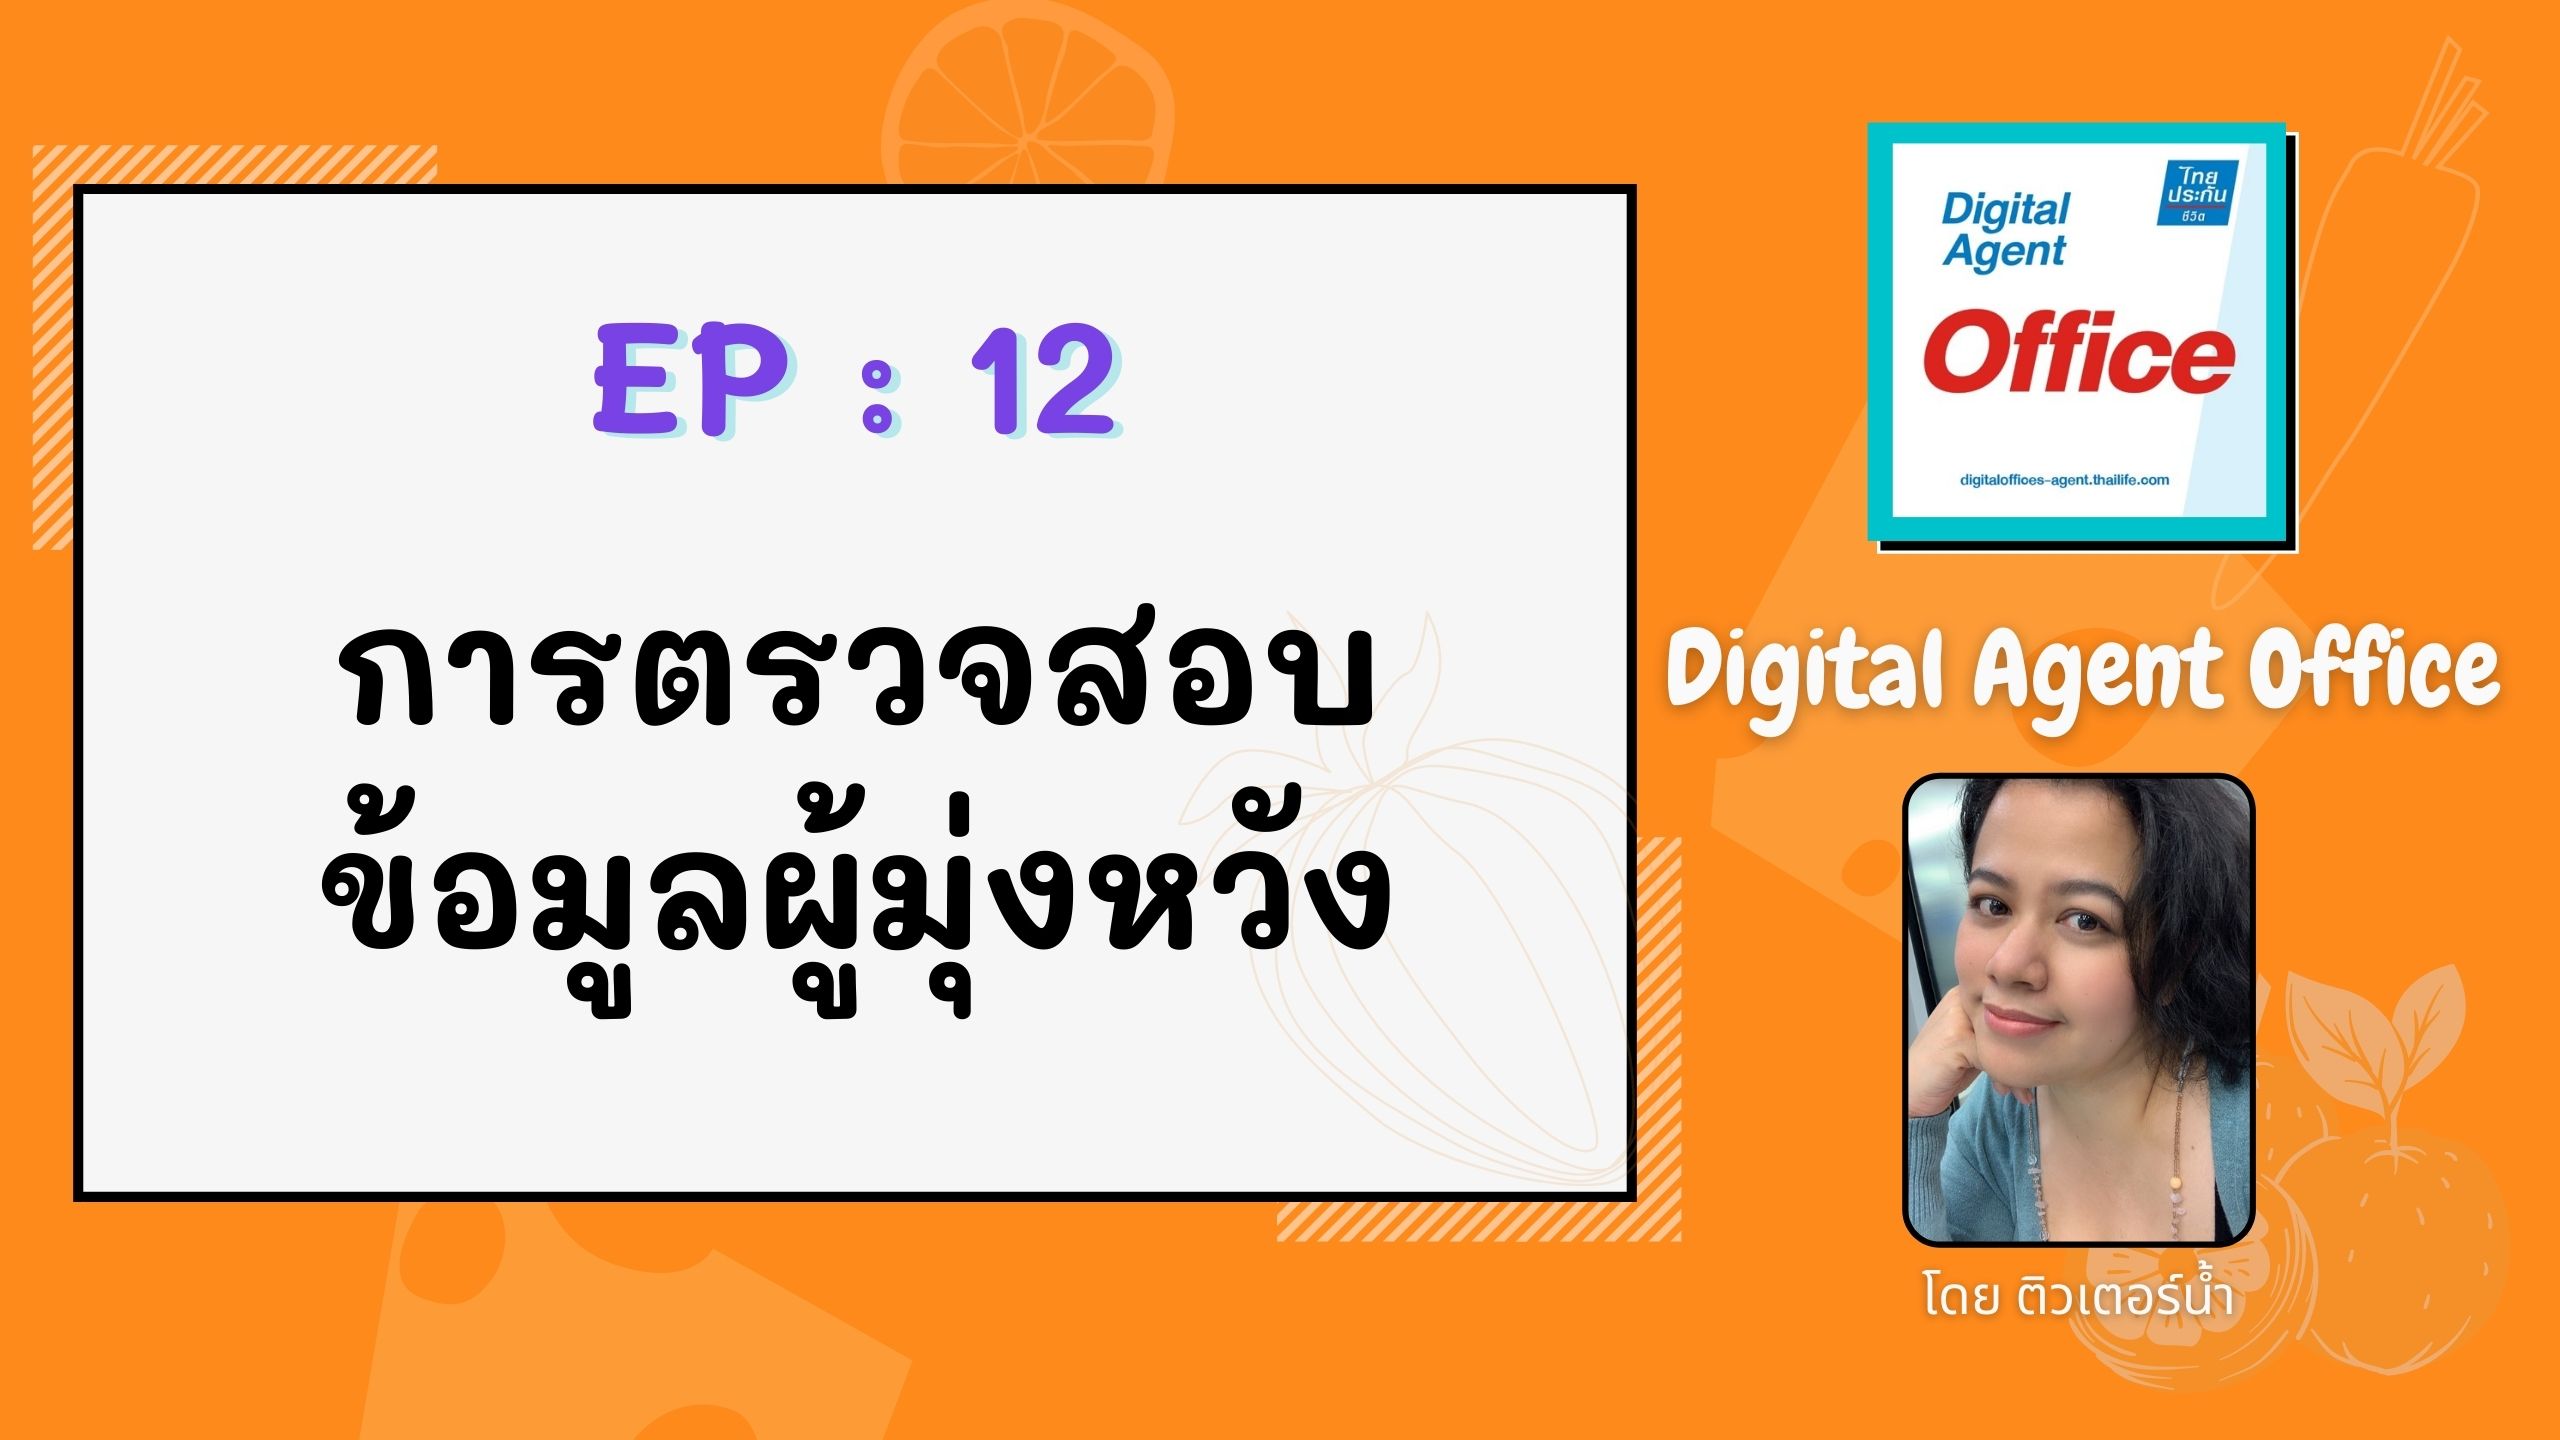 EP : 12
การตรวจสอบ
ข้อมูลผู้มุ่งหวัง
Digital
Agent
Office
ไทย
ประกัน
ชีวิต
digitaloffices-agent.thailife.com
Digital Agent Office
โดย ติวเตอร์น้ำ